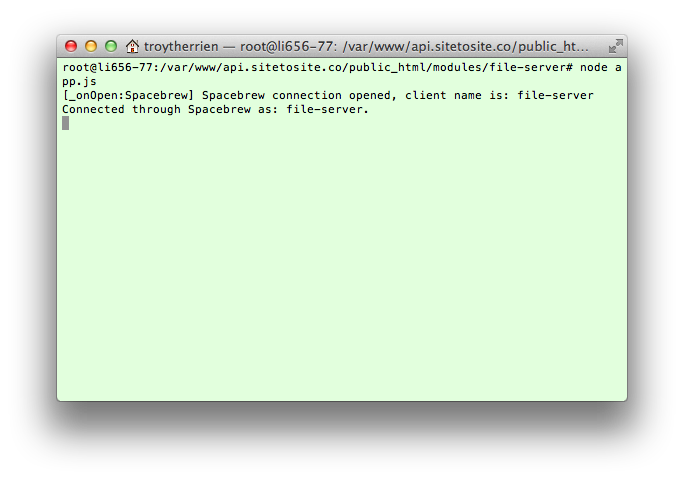 troytherrien — root@li656-77: /var/www/api.sitetosite.co/public_ht...
root@li656-77:/var/www/api.sitetosite.co/public_html/modules/file-server# node a
pp.js
[_onOpen:Spacebrew] Spacebrew connection opened, client name is: file-server
Connected through Spacebrew as: file-server.